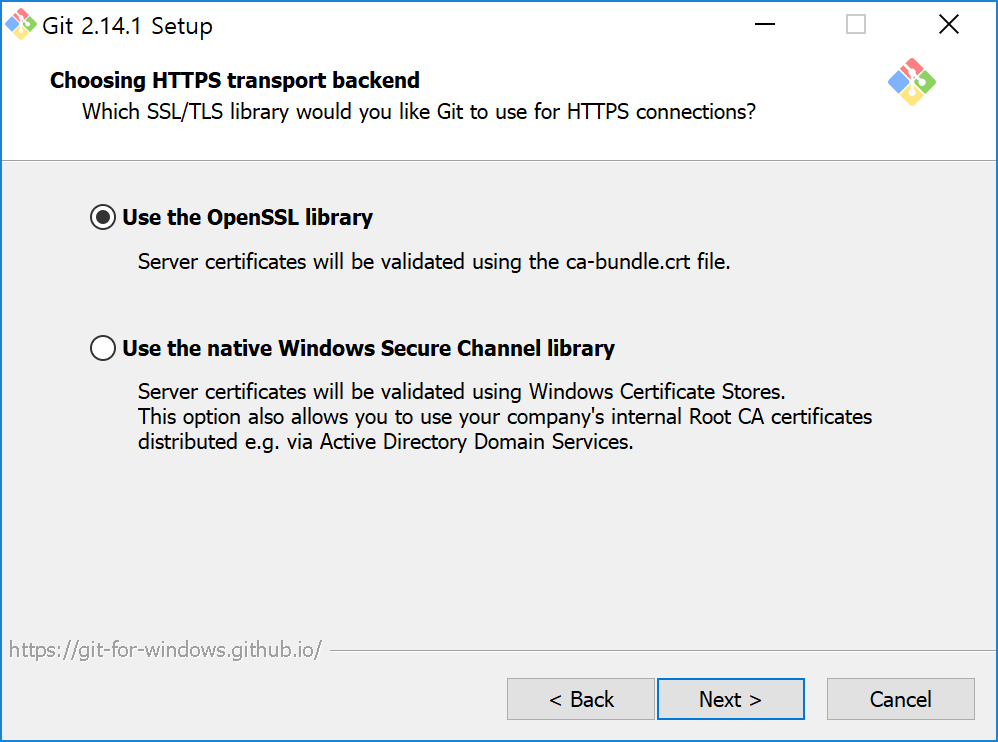 Git 2.14.1 Setup
Choosing HTTPS transport backend
Which SSL/TLS library would you like Git to use for HTTPS connections?
Use the OpenSSL library
Server certificates will be validated using the ca-bundle.crt file.
Use the native Windows Secure Channel library
Server certificates will be validated using Windows Certificate Stores.
This option also allows you to use your company's internal Root CA certificates
distributed e.g. via Active Directory Domain Services.
https://git-for-windows.github.io/
< Back
Next >
Cancel